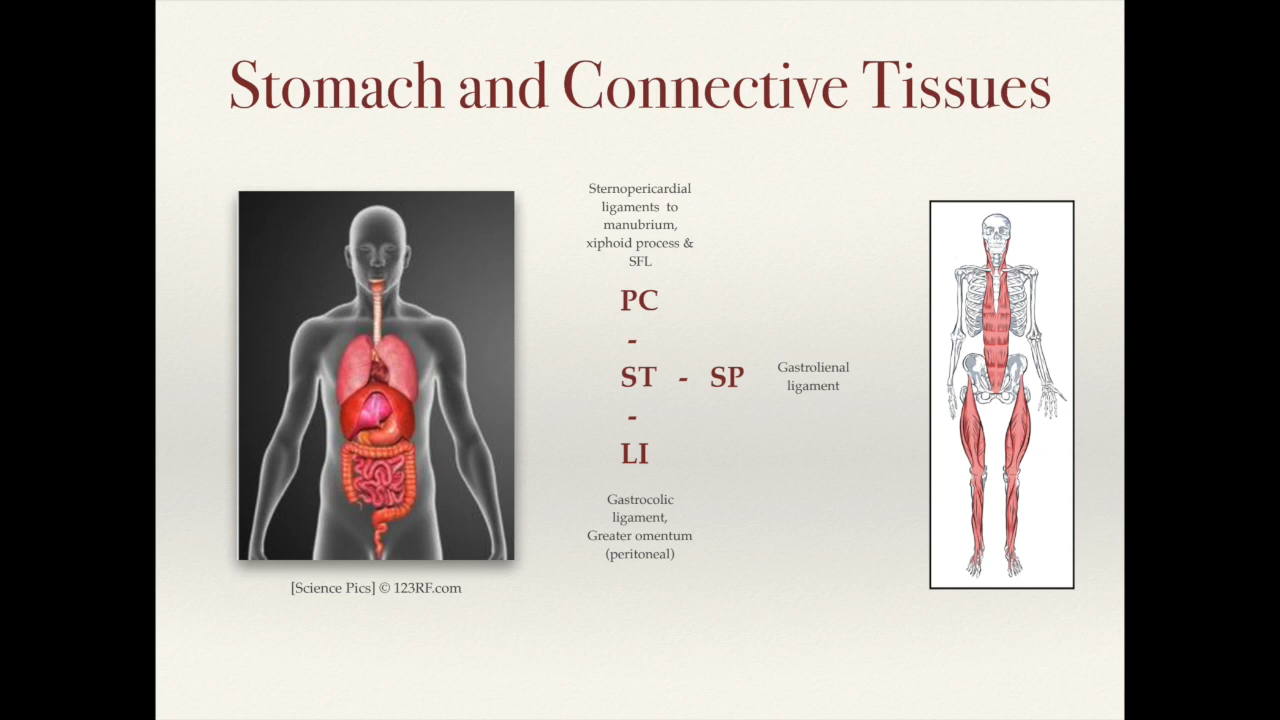 Stomach and Connective Tissues
Sternopericardial
ligaments to
manubrium,
xiphoid process &
SFL
PC
-
ST - SP
Gastrolienal
ligament
-
LI
Gastrocolic
ligament,
Greater omentum
(peritoneal)
[Science Pics] © 123RF.com